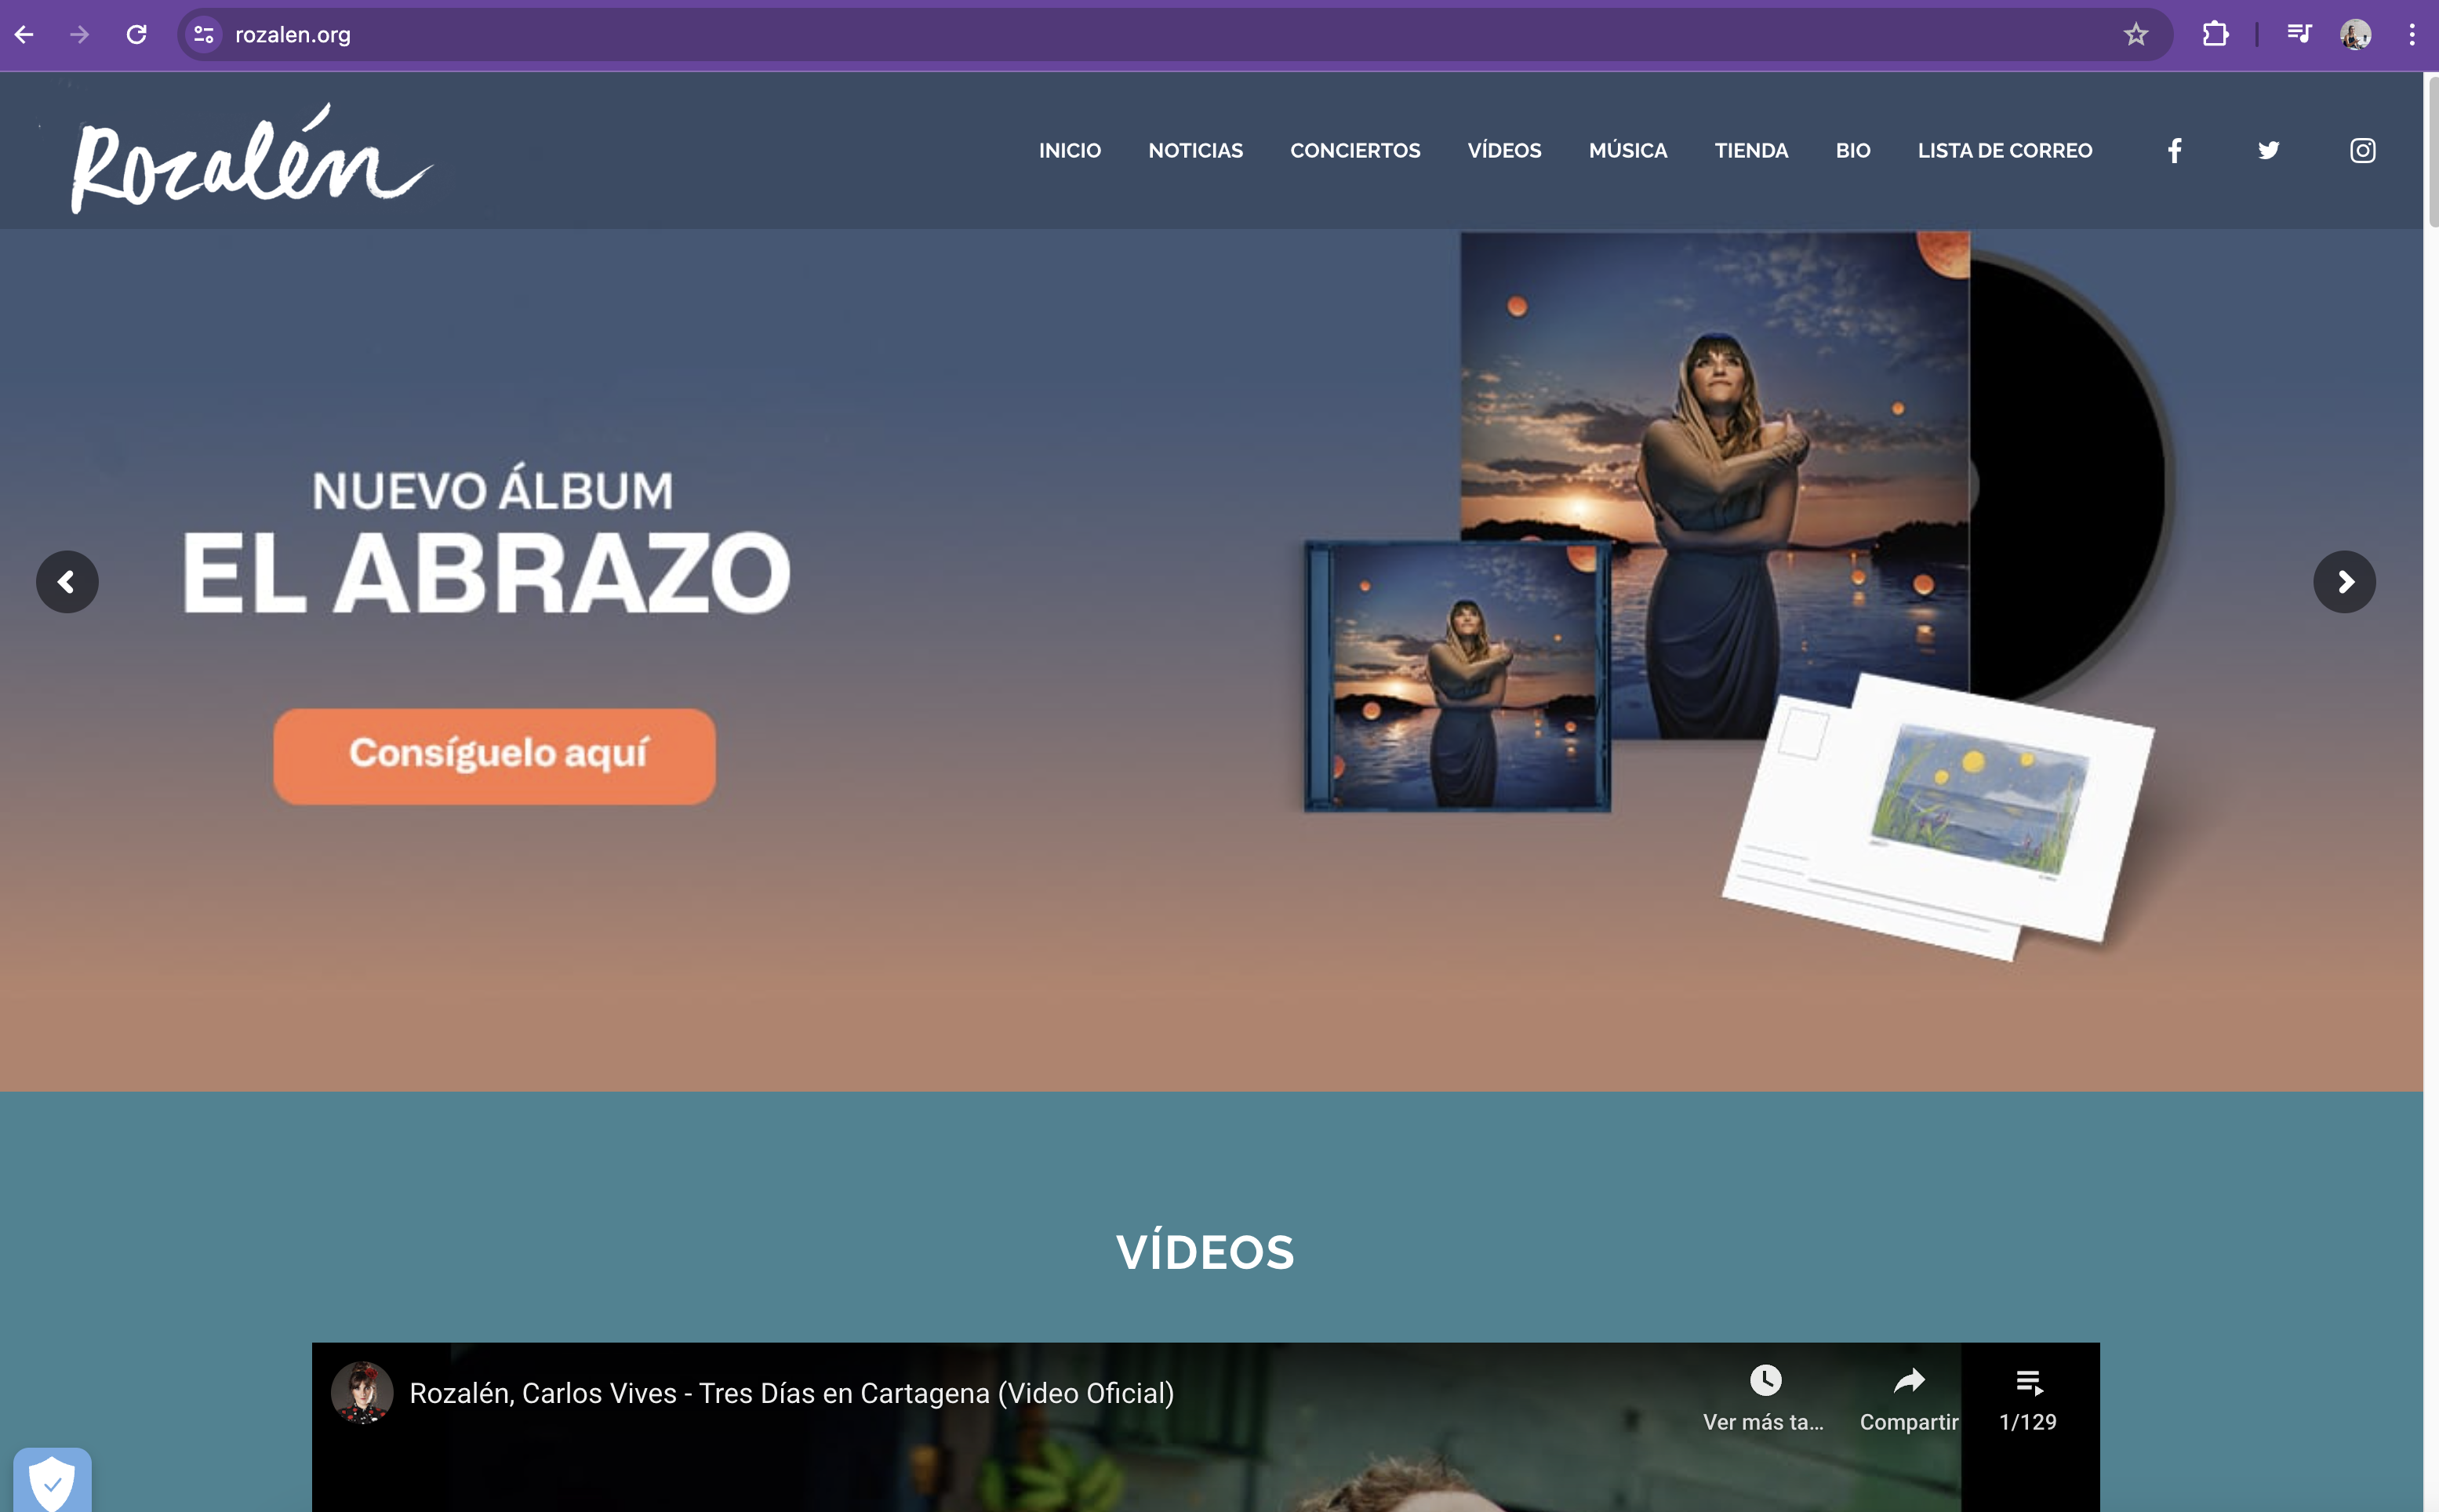 rozalen.org
Rozalén
INICIO NOTICIAS CONCIERTOS VÍDEOS MÚSICA TIENDA BIO LISTA DE CORREO
NUEVO ÁLBUM
EL ABRAZO
Consíguelo aquí
VÍDEOS
Rozalén, Carlos Vives - Tres Días en Cartagena (Video Oficial)
Ver más ta... Compartir 1/129